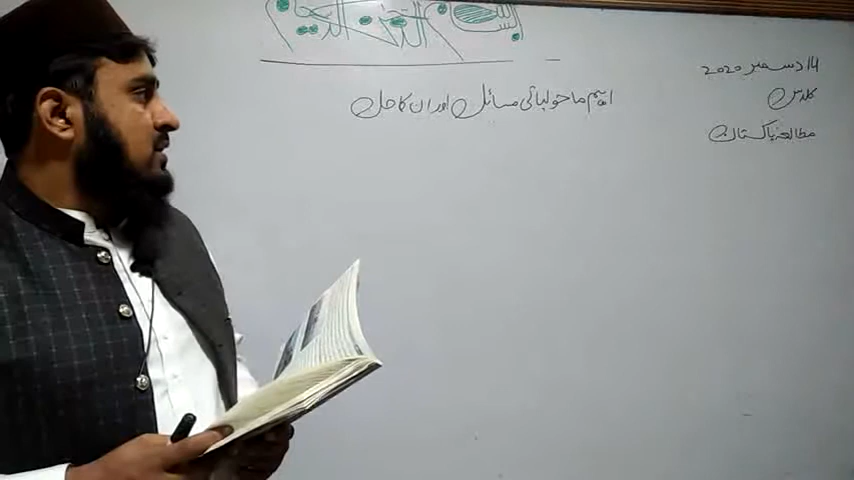 بسم اللہ الرحمن الرحیم
14 دسمبر 2020
کلاس
اہم ماحولیاتی مسائل اور ان کا حل
مطالعہ پاکستان